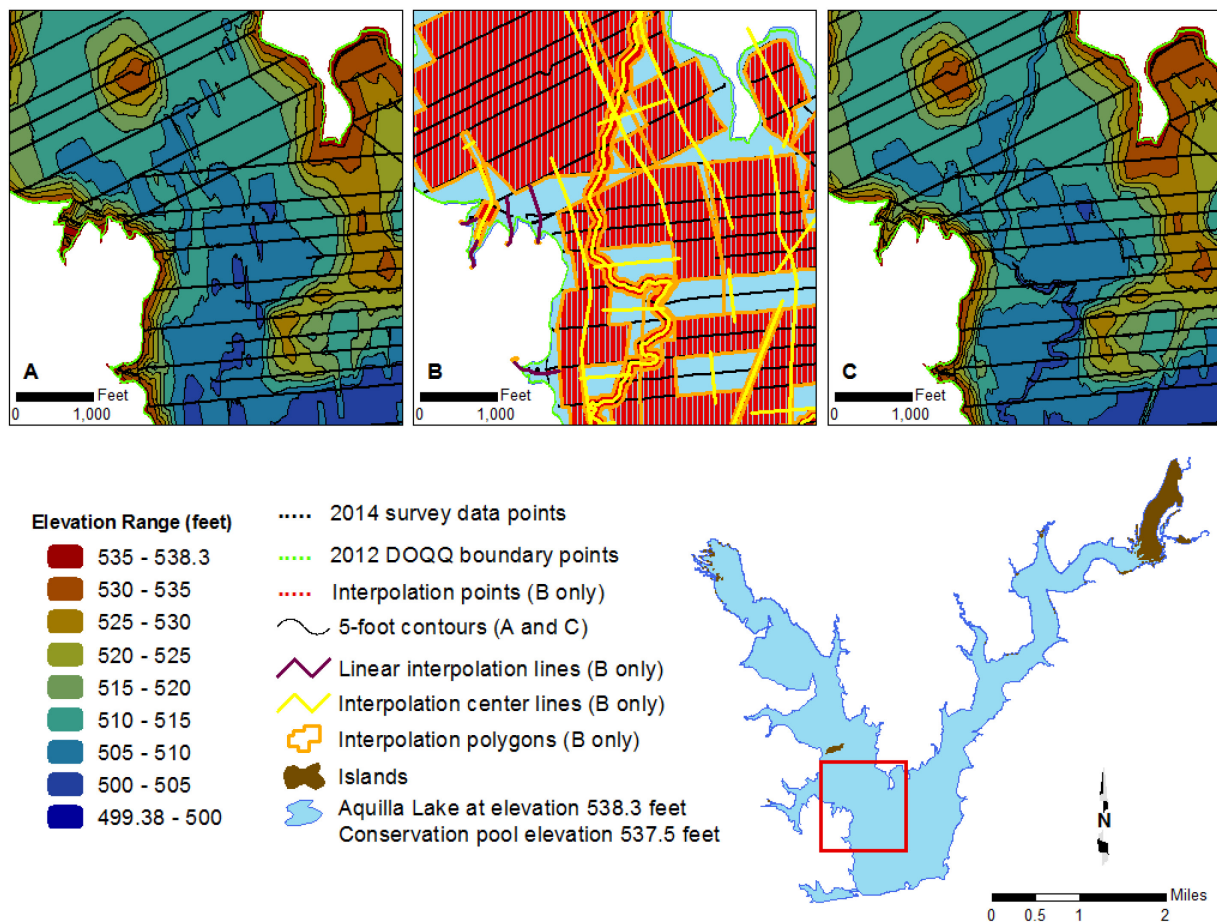 A
Feet
0 1,000
B
Feet
0 1,000
C
Feet
0 1,000
Elevation Range (feet)
535 - 538.3
530 - 535
525 - 530
520 - 525
515 - 520
510 - 515
505 - 510
500 - 505
499.38 - 500
2014 survey data points
2012 DOQQ boundary points
Interpolation points (B only)
5-foot contours (A and C)
Linear interpolation lines (B only)
Interpolation center lines (B only)
Interpolation polygons (B only)
Islands
Aquilla Lake at elevation 538.3 feet
Conservation pool elevation 537.5 feet
N
Miles
0 0.5 1 2